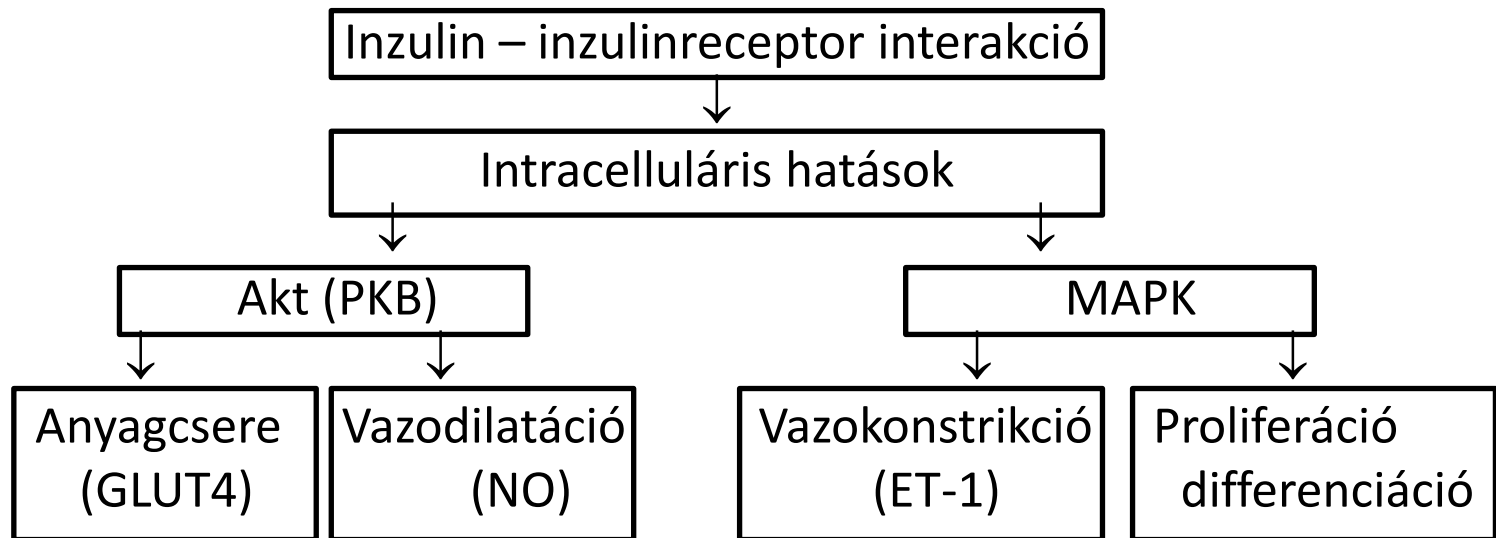 Inzulin – inzulinreceptor interakció
Intracelluláris hatások
Akt (PKB)
MAPK
Anyagcsere
(GLUT4)
Vazodilatáció
(NO)
Vazokonstrikció
(ET-1)
Proliferáció
differenciáció